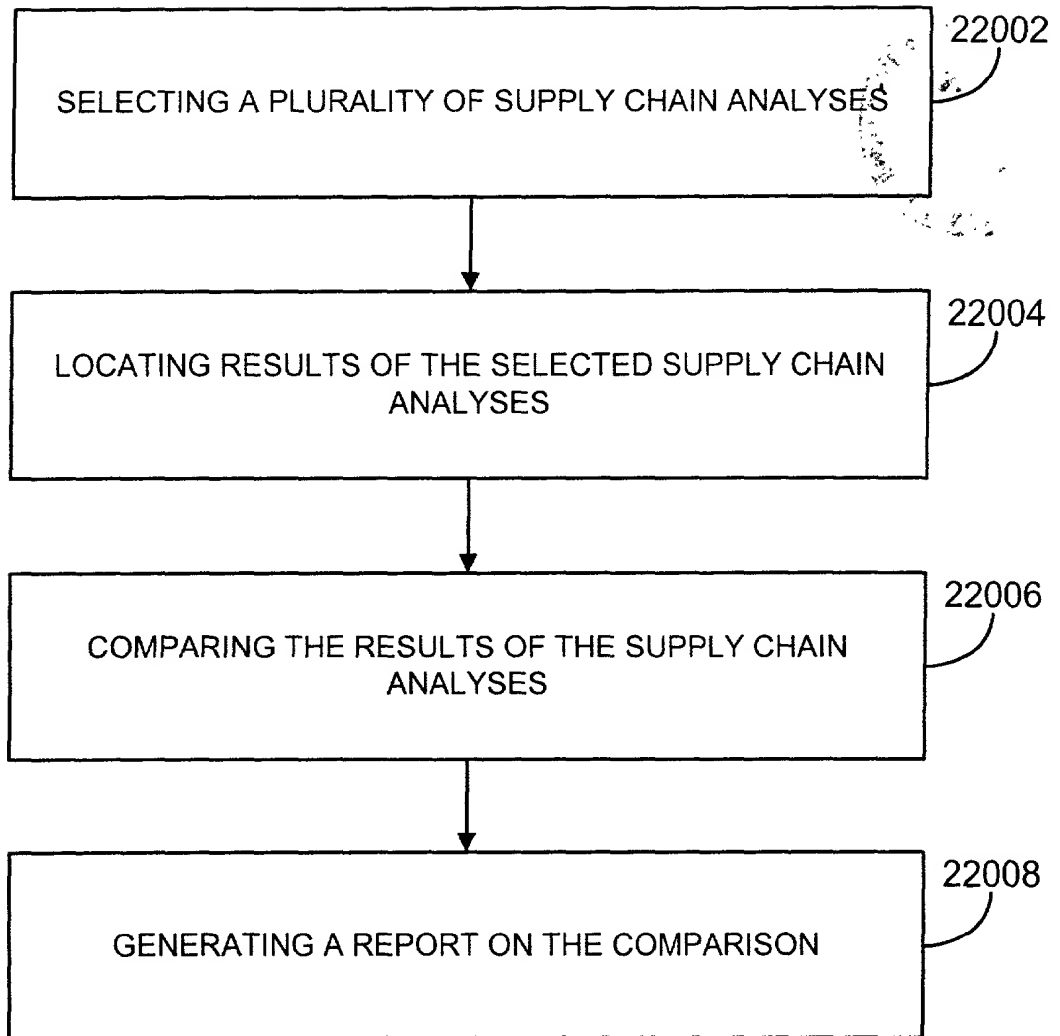 22002
SELECTING A PLURALITY OF SUPPLY CHAIN ANALYSES
22004
LOCATING RESULTS OF THE SELECTED SUPPLY CHAIN
ANALYSES
22006
COMPARING THE RESULTS OF THE SUPPLY CHAIN
ANALYSES
22008
GENERATING A REPORT ON THE COMPARISON